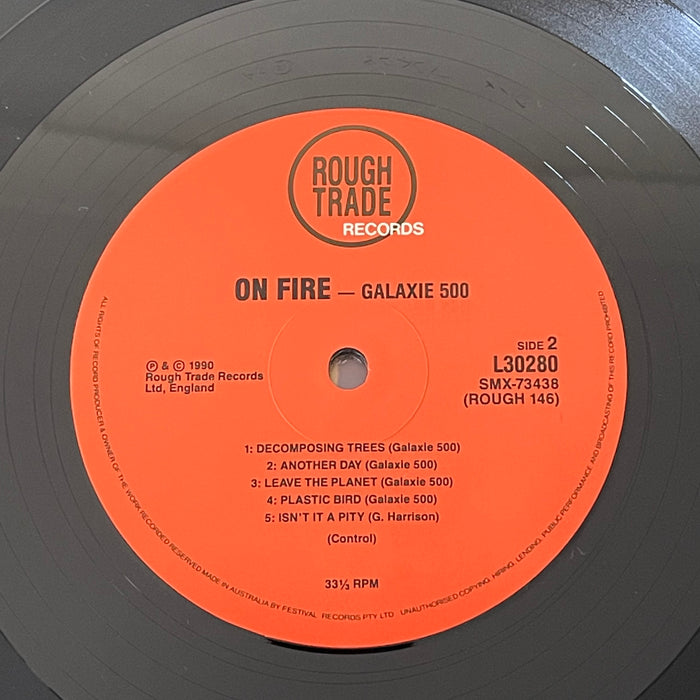 ROUGH
TRADE
RECORDS
ON FIRE — GALAXIE 500
SIDE 2
L30280
SMX-73438
(ROUGH 146)
Ⓟ & © 1990
Rough Trade Records
Ltd, England
1: DECOMPOSING TREES (Galaxie 500)
2: ANOTHER DAY (Galaxie 500)
3: LEAVE THE PLANET (Galaxie 500)
4: PLASTIC BIRD (Galaxie 500)
5: ISN'T IT A PITY (G. Harrison)
(Control)
33⅓ RPM
ALL RIGHTS OF RECORD PRODUCER & OWNER OF THE WORK RECORDED RESERVED MADE IN AUSTRALIA BY FESTIVAL RECORDS PTY LTD UNAUTHORISED COPYING, HIRING, LENDING, PUBLIC PERFORMANCE AND BROADCASTING OF THIS RECORD PROHIBITED